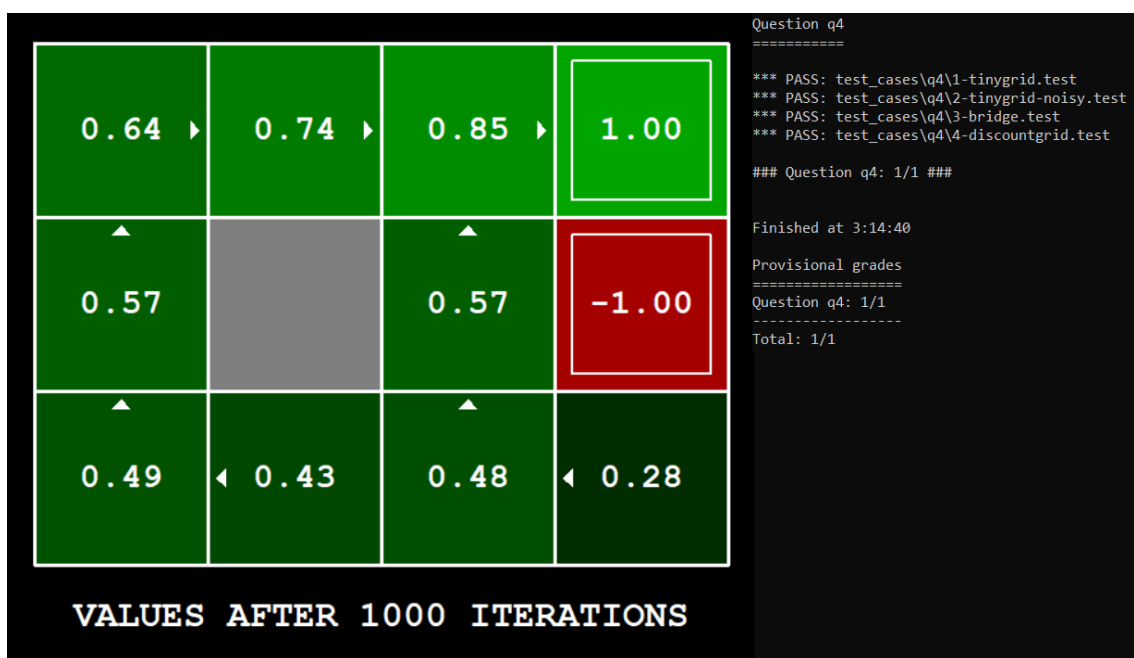 0.64 0.74 0.85 1.00
0.57 0.57 -1.00
0.49 0.43 0.48 0.28
VALUES AFTER 1000 ITERATIONS
Question q4
===========
*** PASS: test_cases\q4\1-tinygrid.test
*** PASS: test_cases\q4\2-tinygrid-noisy.test
*** PASS: test_cases\q4\3-bridge.test
*** PASS: test_cases\q4\4-discountgrid.test
### Question q4: 1/1 ###
Finished at 3:14:40
Provisional grades
==================
Question q4: 1/1
------------------
Total: 1/1